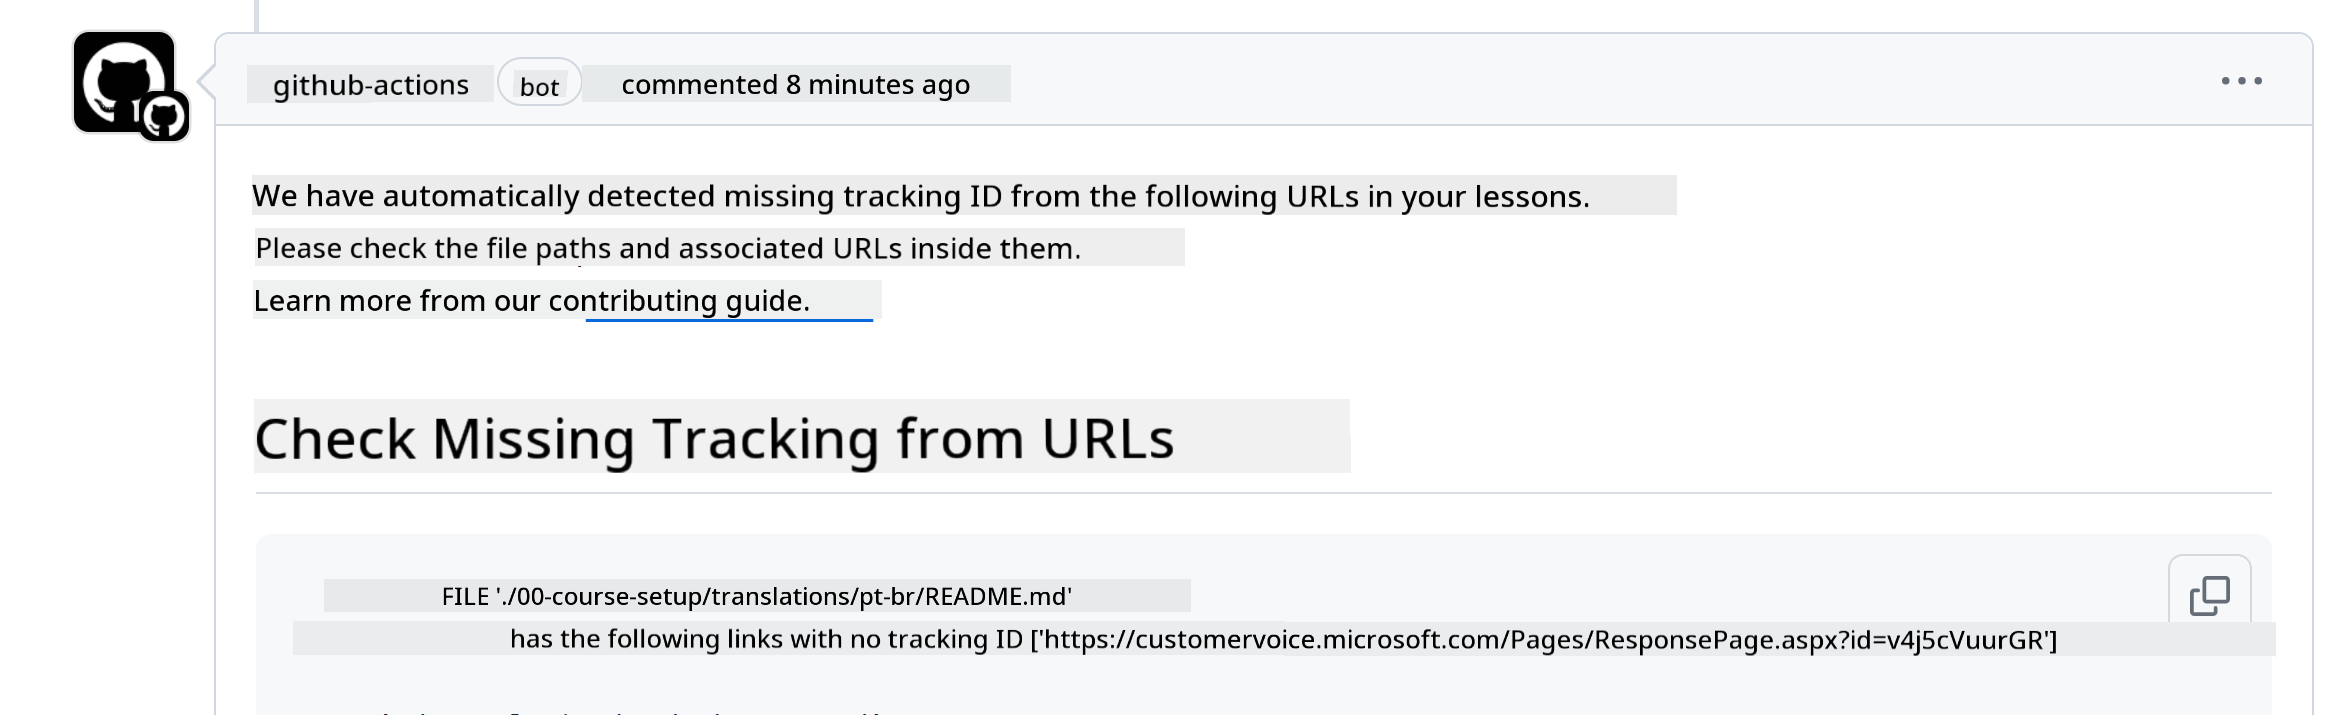 github-actions bot commented 8 minutes ago
We have automatically detected missing tracking ID from the following URLs in your lessons.
Please check the file paths and associated URLs inside them.
Learn more from our contributing guide.
Check Missing Tracking from URLs
FILE './00-course-setup/translations/pt-br/README.md'
has the following links with no tracking ID ['https://customervoice.microsoft.com/Pages/ResponsePage.aspx?id=v4j5cVuurGR']